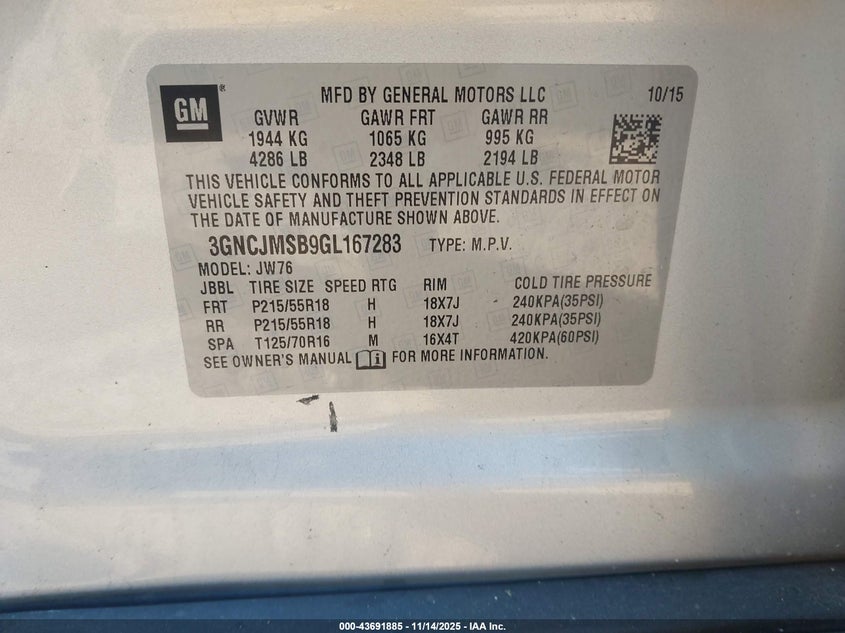 GM ®
MFD BY GENERAL MOTORS LLC 10/15
GVWR GAWR FRT GAWR RR
1944 KG 1065 KG 995 KG
4286 LB 2348 LB 2194 LB
THIS VEHICLE CONFORMS TO ALL APPLICABLE U.S. FEDERAL MOTOR
VEHICLE SAFETY AND THEFT PREVENTION STANDARDS IN EFFECT ON
THE DATE OF MANUFACTURE SHOWN ABOVE.
3GNCJMSB9GL167283 TYPE: M.P.V.
MODEL: JW76
JBBL TIRE SIZE SPEED RTG RIM COLD TIRE PRESSURE
FRT P215/55R18 H 18X7J 240KPA(35PSI)
RR P215/55R18 H 18X7J 240KPA(35PSI)
SPA T125/70R16 M 16X4T 420KPA(60PSI)
SEE OWNER'S MANUAL FOR MORE INFORMATION.
000-43691885 - 11/14/2025 - IAA Inc.